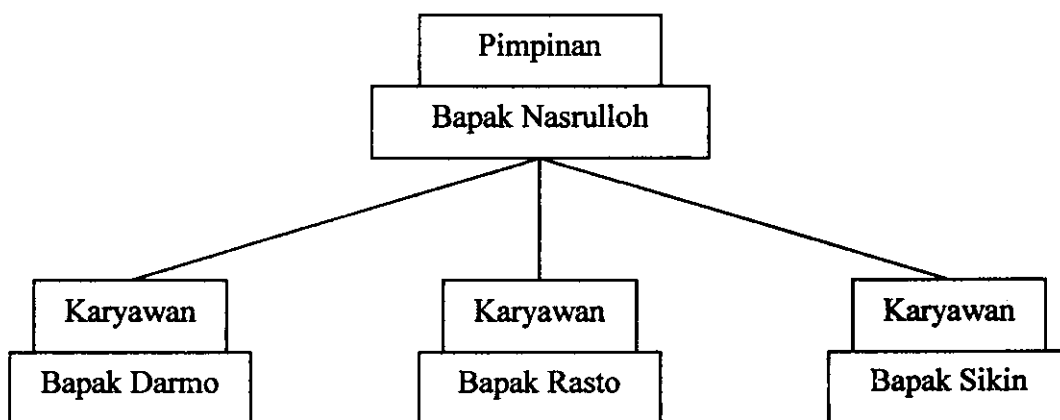 Pimpinan
Bapak Nasrulloh
Karyawan
Bapak Darmo
Karyawan
Bapak Rasto
Karyawan
Bapak Sikin